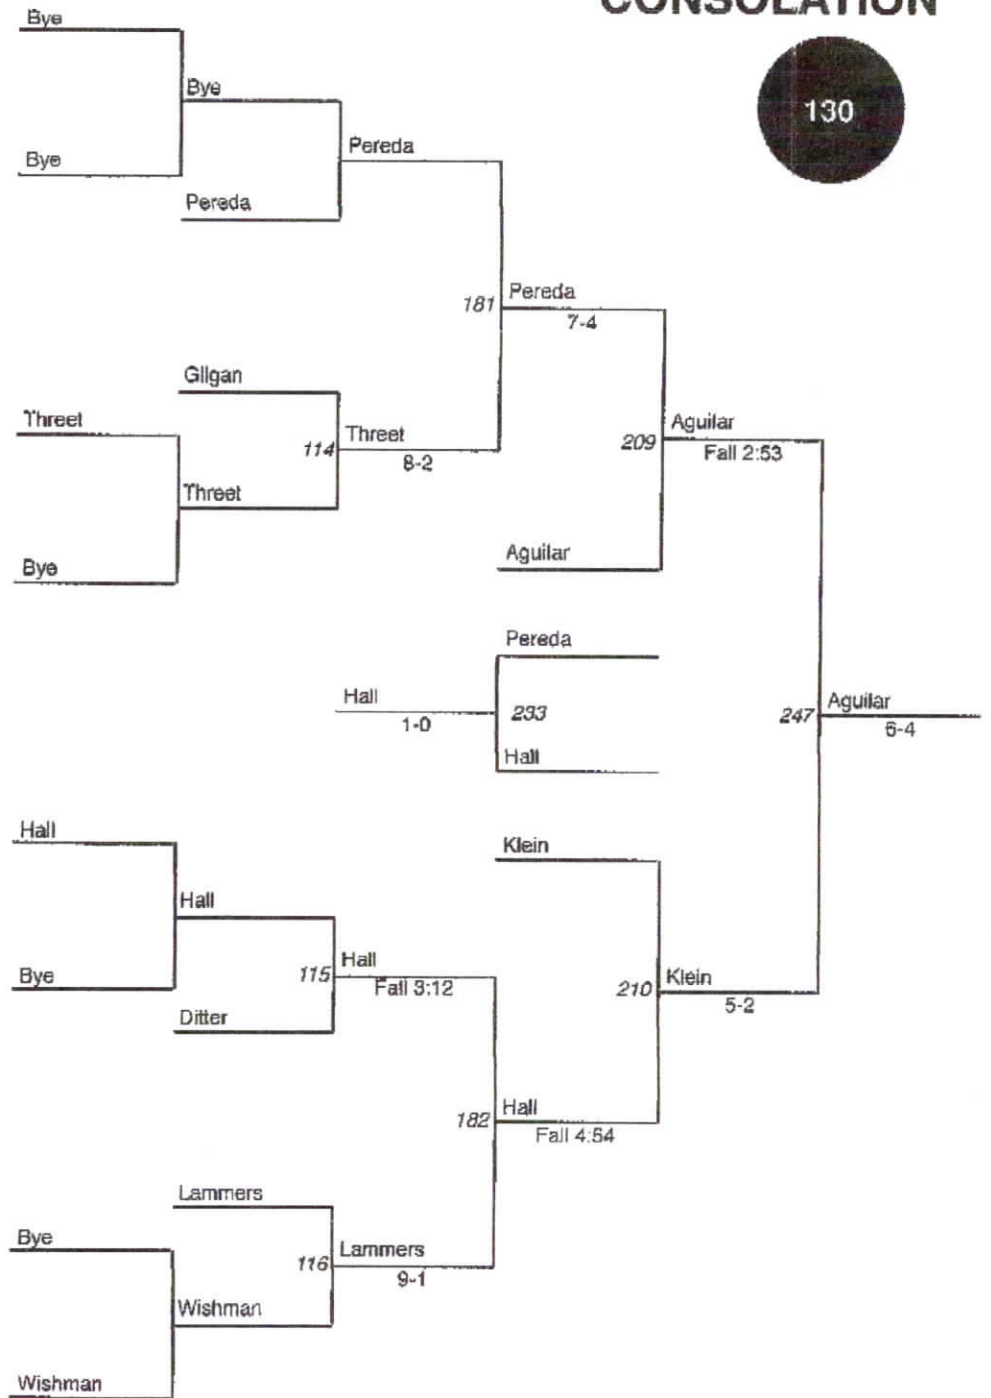 CONSOLATION
130
Bye
Bye
Bye
Pereda
Pereda
181
Pereda
7-4
Gilgan
Threet
114
Threet
8-2
Threet
Bye
209
Aguilar
Fall 2:53
Aguilar
Pereda
Hall
1-0
233
Hall
247
Aguilar
6-4
Hall
Klein
Hall
Bye
115
Hall
Fall 3:12
Ditter
210
Klein
5-2
182
Hall
Fall 4:54
Lammers
Bye
116
Lammers
9-1
Wishman
Wishman